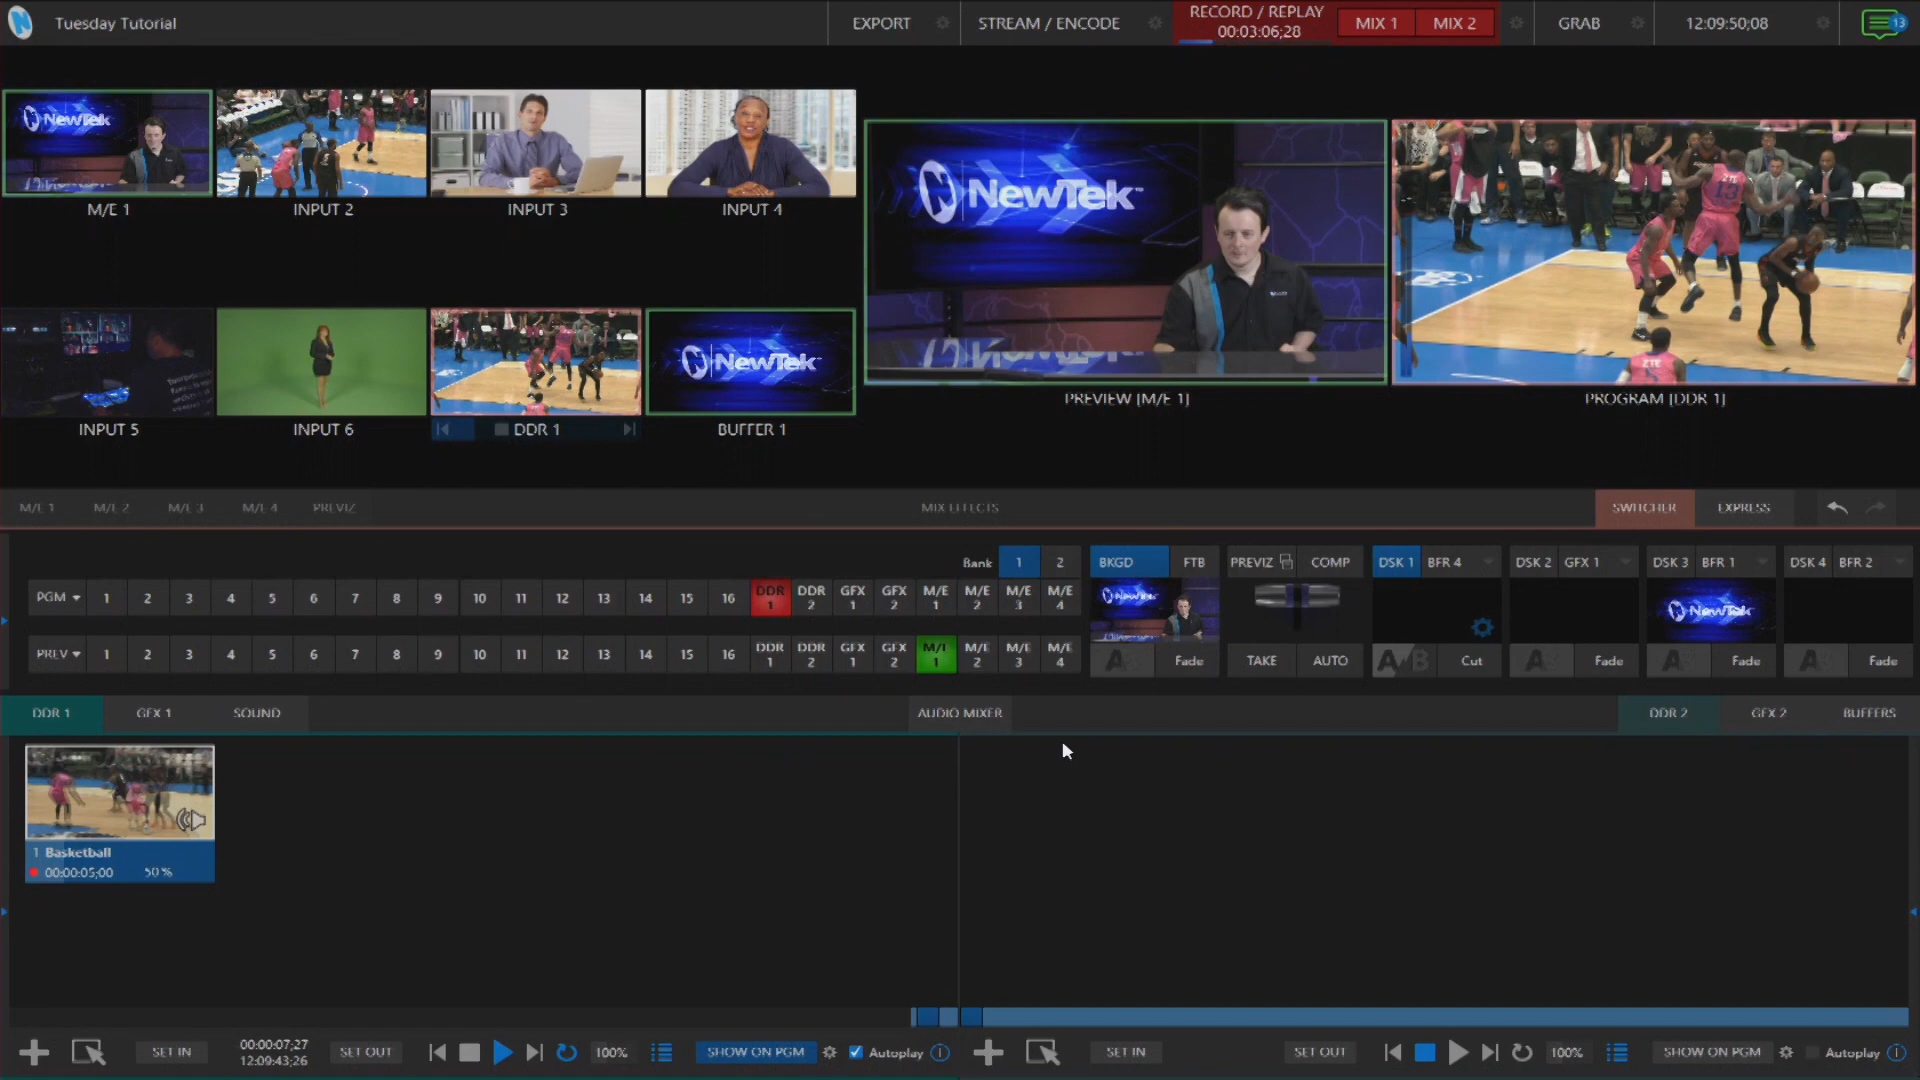 Tuesday Tutorial
EXPORT
STREAM / ENCODE
RECORD / REPLAY
00:03:06;28
MIX 1
MIX 2
GRAB
12:09:50;08
13
NewTek
M/E 1
INPUT 2
INPUT 3
INPUT 4
NewTek
ZTE
13
ZTE
PREVIEW [M/E 1]
PROGRAM [DDR 1]
NewTek
INPUT 5
INPUT 6
DDR 1
BUFFER 1
M/E 1
M/E 2
M/E 3
M/E 4
PREVIZ
MIX EFFECTS
SWITCHER
EXPRESS
Bank
1
2
BKGD
FTB
PREVIZ
COMP
DSK 1
BFR 4
DSK 2
GFX 1
DSK 3
BFR 1
DSK 4
BFR 2
PGM 1 2 3 4 5 6 7 8 9 10 11 12 13 14 15 16 DDR 1 DDR 2 GFX 1 GFX 2 M/E 1 M/E 2 M/E 3 M/E 4
NewTek
NewTek
PREV 1 2 3 4 5 6 7 8 9 10 11 12 13 14 15 16 DDR 1 DDR 2 GFX 1 GFX 2 M/E 1 M/E 2 M/E 3 M/E 4
Fade
TAKE
AUTO
A/B
Cut
Fade
Fade
Fade
DDR 1
GFX 1
SOUND
AUDIO MIXER
DDR 2
GFX 2
BUFFERS
1 Basketball
00:00:05;00
50 %
SET IN
00:00:07;27
12:09:43;26
SET OUT
100%
SHOW ON PGM
Autoplay
SET IN
SET OUT
100%
SHOW ON PGM
Autoplay